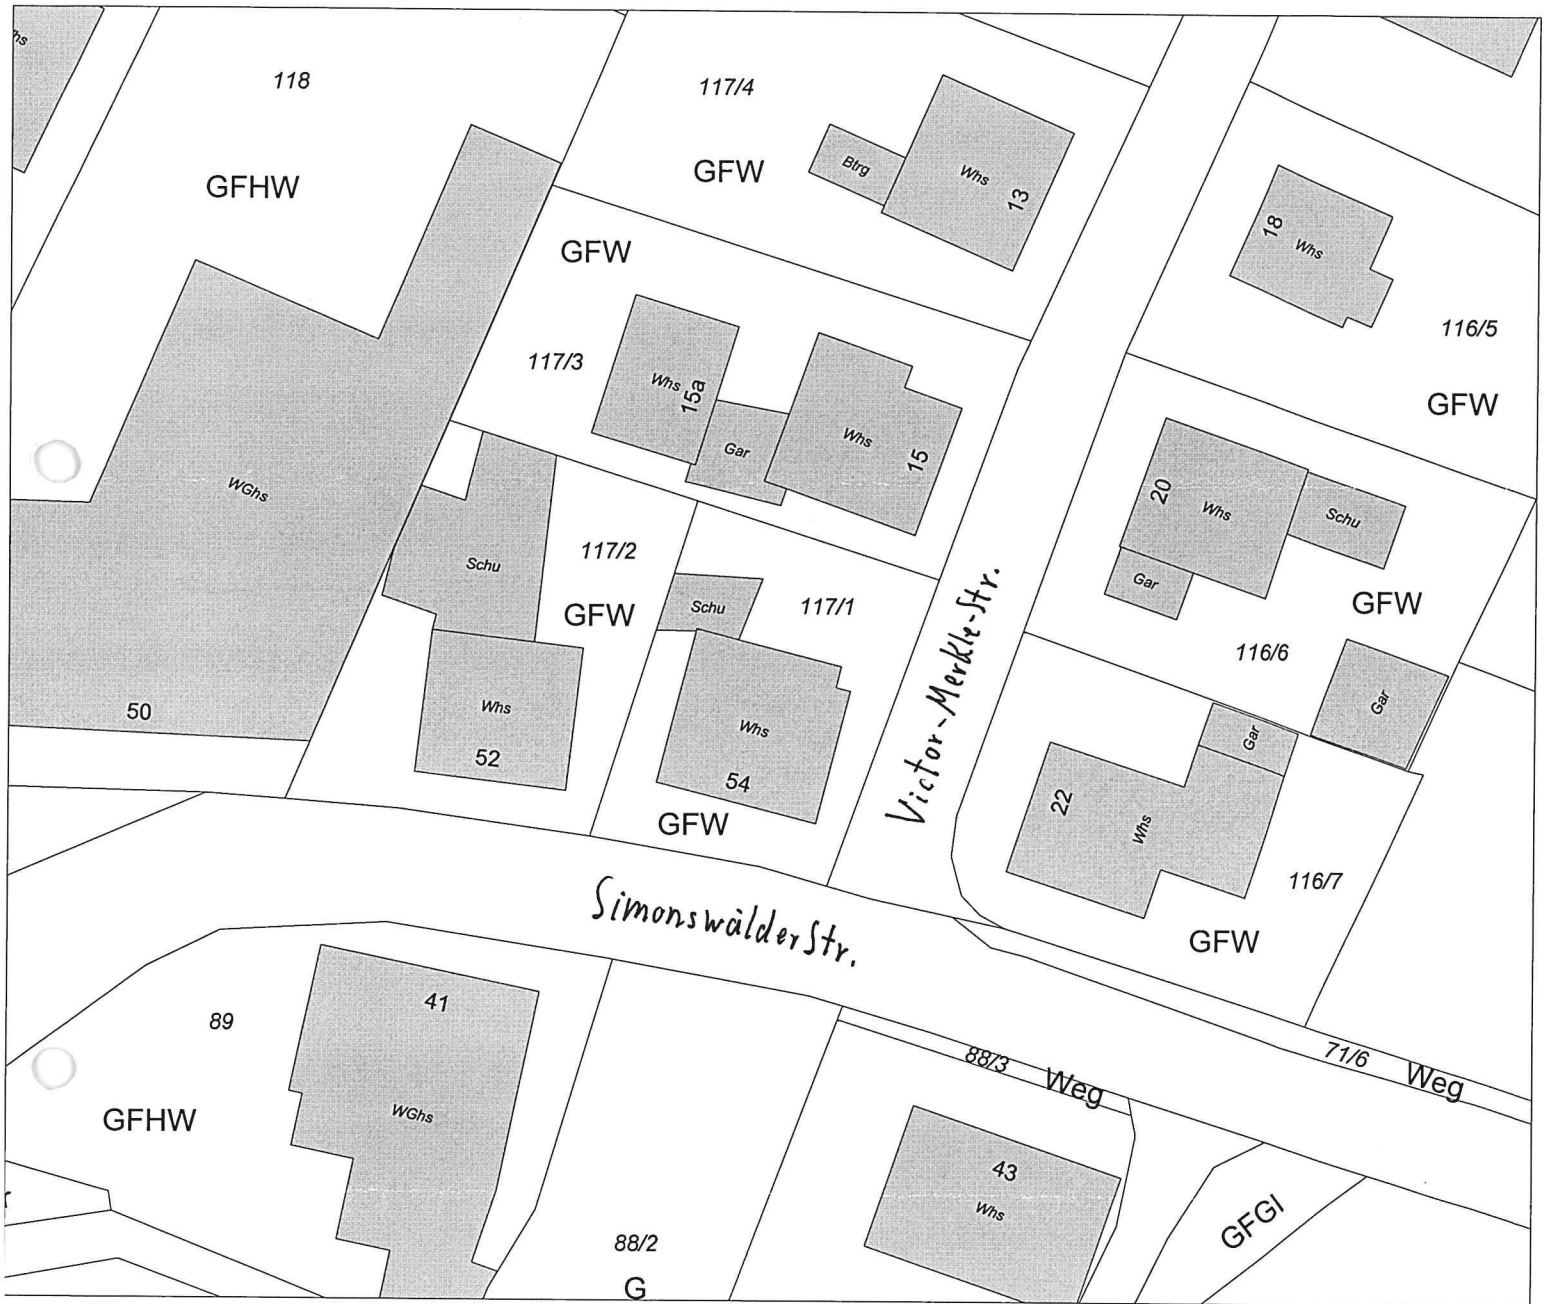 hs
118
117/4
GFHW
GFW
Btrg
Whs
13
18
Whs
GFW
116/5
117/3
Whs
15a
GFW
Whs
15
Gar
WGhs
20
Whs
Schu
117/2
Schu
Gar
GFW
GFW
Schu
117/1
Victor-Merkle-Str.
116/6
50
Whs
52
Whs
54
Gar
Gar
22
Whs
GFW
116/7
Simonswälder Str.
GFW
41
89
88/3
Weg
71/6
Weg
GFHW
WGhs
43
Whs
GFGI
r
88/2
G